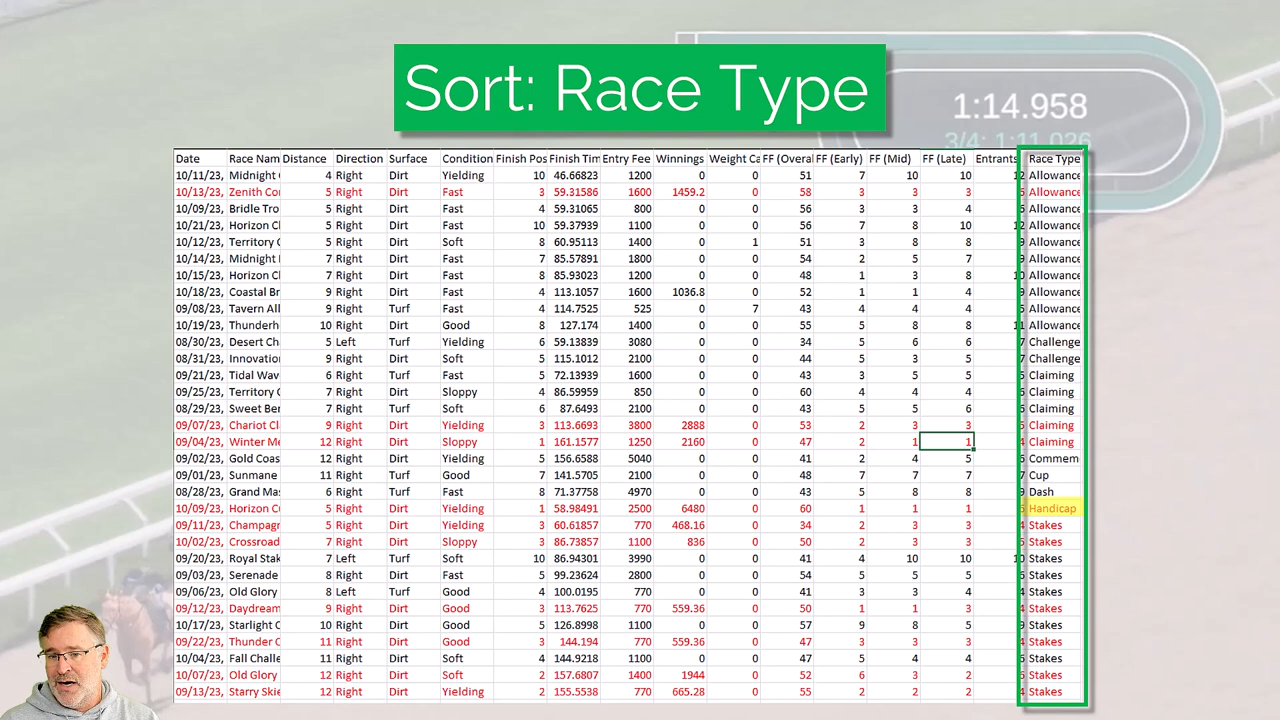 Sort: Race Type
1:14.958
3/4: 1:11.026
Date Race Nam Distance Direction Surface Condition Finish Pos Finish Tim Entry Fee Winnings Weight Ca FF (Overa FF (Early) FF (Mid) FF (Late) Entrants Race Type
10/11/23, Midnight 4 Right Dirt Yielding 10 46.66823 1200 0 0 51 7 10 10 12 Allowance
10/13/23, Zenith Cor 5 Right Dirt Fast 3 59.31586 1600 1459.2 0 58 3 3 3 Allowance
10/09/23, Bridle Tro 5 Right Dirt Fast 4 59.31065 800 0 0 56 3 3 4 Allowance
10/21/23, Horizon Cl 5 Right Dirt Fast 10 59.37939 1100 0 0 56 7 8 10 12 Allowance
10/12/23, Territory C 5 Right Dirt Soft 8 60.95113 1400 0 1 51 3 8 8 9 Allowance
10/14/23, Midnight 7 Right Dirt Fast 7 85.57891 1800 0 0 54 2 5 7 9 Allowance
10/15/23, Horizon Cl 7 Right Dirt Fast 8 85.93023 1200 0 0 48 1 3 8 10 Allowance
10/18/23, Coastal Br 9 Right Dirt Fast 4 113.1057 1600 1036.8 0 52 1 1 4 9 Allowance
09/08/23, Tavern All 9 Right Turf Fast 4 114.7525 525 0 7 43 4 4 4 Allowance
10/19/23, Thunderh 10 Right Dirt Good 8 127.174 1400 0 0 55 5 8 8 11 Allowance
08/30/23, Desert Ch 5 Left Turf Yielding 6 59.13839 3080 0 0 34 5 6 6 7 Challenge
08/31/23, Innovation 9 Right Dirt Soft 5 115.1012 2100 0 0 44 5 3 5 7 Challenge
09/21/23, Tidal Wav 6 Right Turf Fast 5 72.13939 1600 0 0 43 3 5 5 Claiming
09/25/23, Territory C 7 Right Dirt Sloppy 4 86.59959 850 0 0 60 4 4 4 Claiming
08/29/23, Sweet Ber 7 Right Turf Soft 6 87.6493 2100 0 0 43 5 5 6 Claiming
09/07/23, Chariot Cl 9 Right Dirt Yielding 3 113.6693 3800 2888 0 53 2 3 3 Claiming
09/04/23, Winter Me 12 Right Dirt Sloppy 1 161.1577 1250 2160 0 47 2 1 1 4 Claiming
09/02/23, Gold Coas 12 Right Dirt Yielding 5 156.6588 5040 0 0 41 2 4 5 Commem
09/01/23, Sunmane 11 Right Turf Good 7 141.5705 2100 0 0 48 7 7 7 7 Cup
08/28/23, Grand Mas 6 Right Turf Fast 8 71.37758 4970 0 0 43 5 8 8 9 Dash
10/09/23, Horizon Cu 5 Right Dirt Yielding 1 58.98491 2500 6480 0 60 1 1 1 Handicap
09/11/23, Champagn 5 Right Dirt Yielding 3 60.61857 770 468.16 0 34 2 3 3 4 Stakes
10/02/23, Crossroad 7 Right Dirt Sloppy 3 86.73857 1100 836 0 50 2 3 3 Stakes
09/20/23, Royal Stak 7 Left Turf Soft 10 86.94301 3990 0 0 41 4 10 10 10 Stakes
09/03/23, Serenade 8 Right Dirt Fast 5 99.23624 2800 0 0 54 5 5 5 Stakes
09/06/23, Old Glory 8 Left Turf Good 4 100.0195 770 0 0 41 3 3 4 4 Stakes
09/12/23, Daydream 9 Right Dirt Good 3 113.7625 770 559.36 0 50 1 1 3 4 Stakes
10/17/23, Starlight C 10 Right Dirt Good 5 126.8998 1100 0 0 57 9 8 5 9 Stakes
09/22/23, Thunder C 11 Right Dirt Good 3 144.194 770 559.36 0 47 3 3 3 4 Stakes
10/04/23, Fall Challe 11 Right Dirt Soft 4 144.9218 1100 0 0 47 5 4 4 Stakes
10/07/23, Old Glory 12 Right Dirt Soft 2 157.6807 1400 1944 0 52 6 3 2 Stakes
09/13/23, Starry Skie 12 Right Dirt Yielding 2 155.5538 770 665.28 0 55 2 2 2 4 Stakes